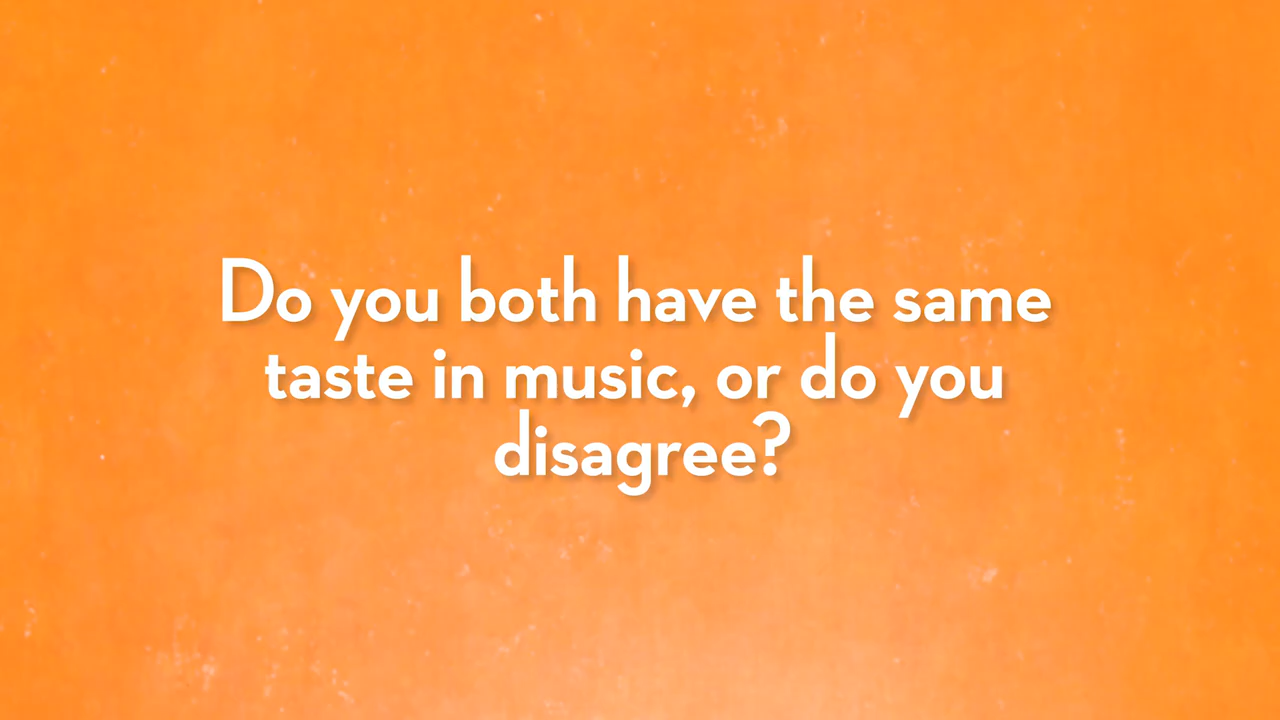 Do you both have the same
taste in music, or do you
disagree?